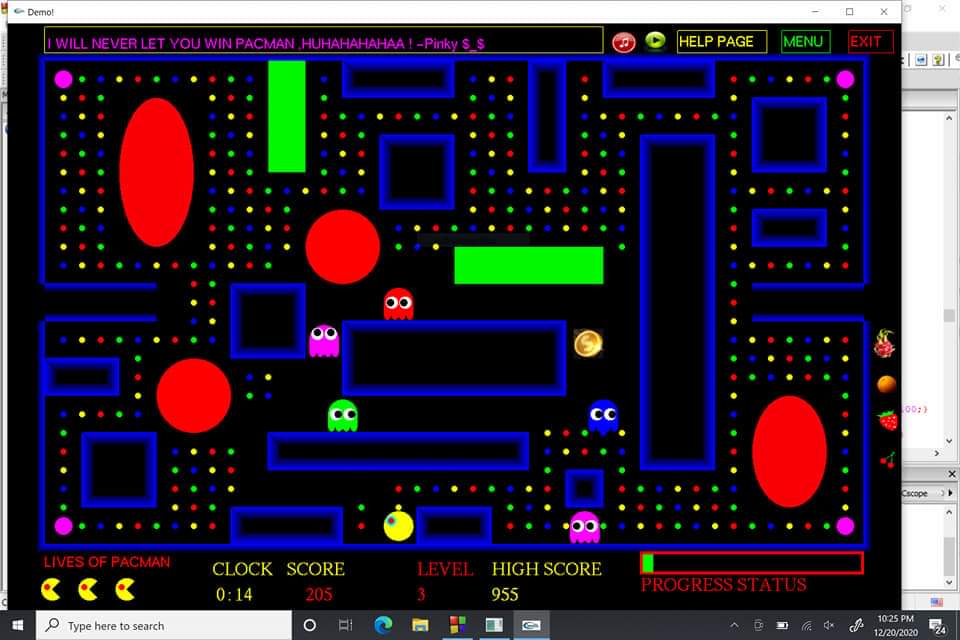 Demo!
I WILL NEVER LET YOU WIN PACMAN ,HUHAHAHAHAA ! ~Pinky $_$
HELP PAGE
MENU
EXIT
00;)
Cscope
LIVES OF PACMAN
CLOCK SCORE LEVEL HIGH SCORE
0:14 205 3 955
PROGRESS STATUS
Type here to search
10:25 PM
12/20/2020
24